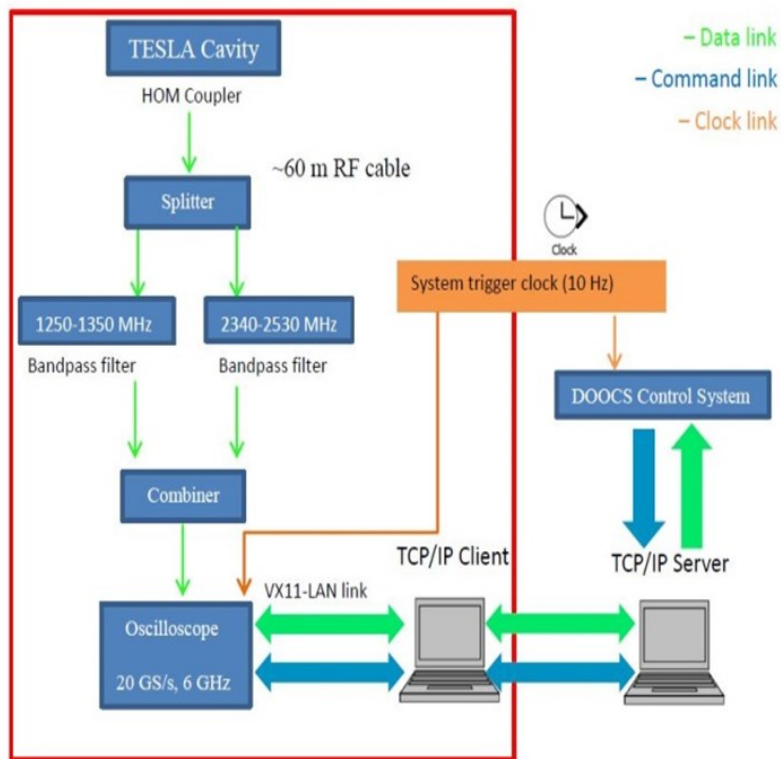 TESLA Cavity
HOM Coupler
~60 m RF cable
Splitter
1250-1350 MHz
2340-2530 MHz
Bandpass filter
Bandpass filter
Combiner
Oscilloscope
20 GS/s, 6 GHz
VX11-LAN link
TCP/IP Client
– Data link
– Command link
– Clock link
Clock
System trigger clock (10 Hz)
DOOCS Control System
TCP/IP Server